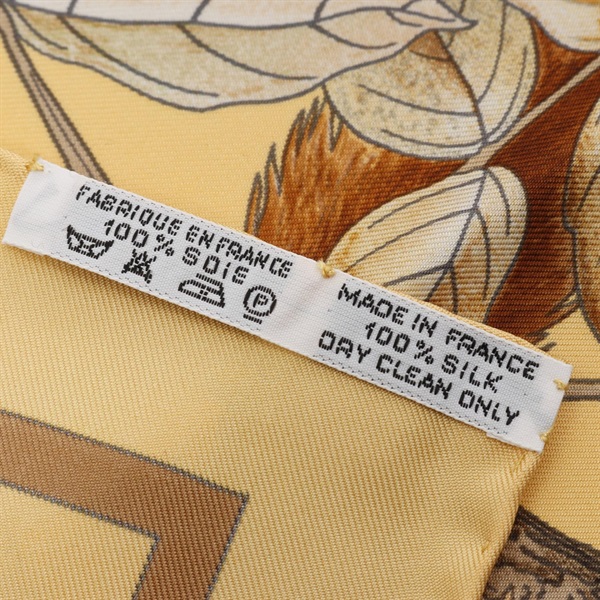 FABRIQUE EN FRANCE
100% SOIE
P
MADE IN FRANCE
100% SILK
DRY CLEAN ONLY